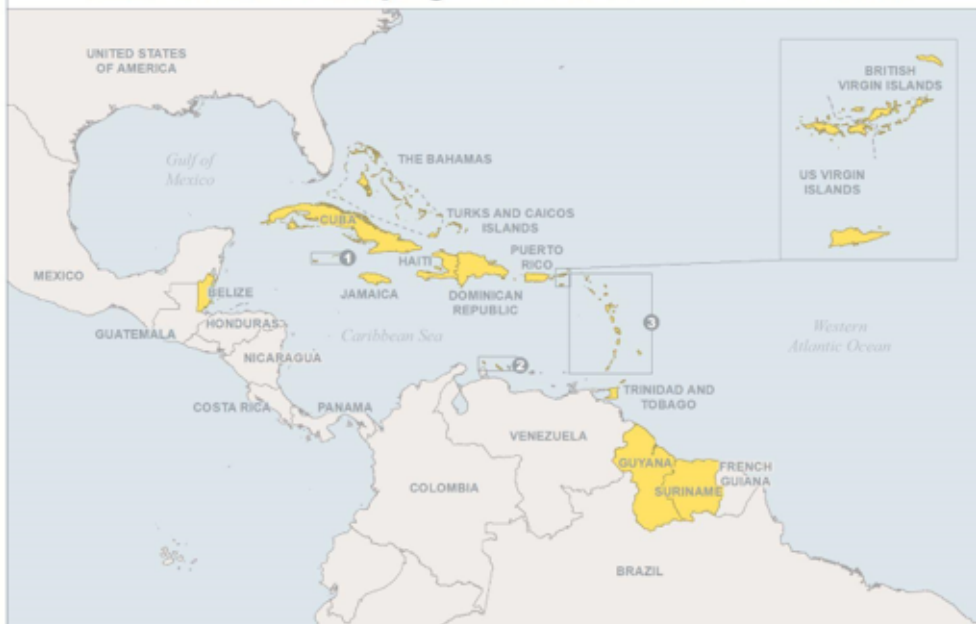 UNITED STATES
OF AMERICA
BRITISH
VIRGIN ISLANDS
Gulf of
Mexico
THE BAHAMAS
US VIRGIN
ISLANDS
CUBA
TURKS AND CAICOS
ISLANDS
1
HAITI
PUERTO
RICO
MEXICO
JAMAICA
DOMINICAN
REPUBLIC
BELIZE
GUATEMALA
HONDURAS
Caribbean Sea
3
Western
Atlantic Ocean
NICARAGUA
2
COSTA RICA
PANAMA
TRINIDAD AND
TOBAGO
VENEZUELA
COLOMBIA
GUYANA
FRENCH
GUIANA
SURINAME
BRAZIL